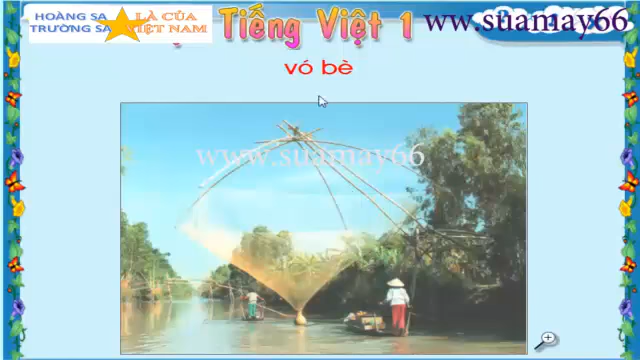 HOÀNG SA LÀ CỦA
TRƯỜNG SA VIỆT NAM
Tiếng Việt 1
www.suamay66
vó bè
www.suamay66